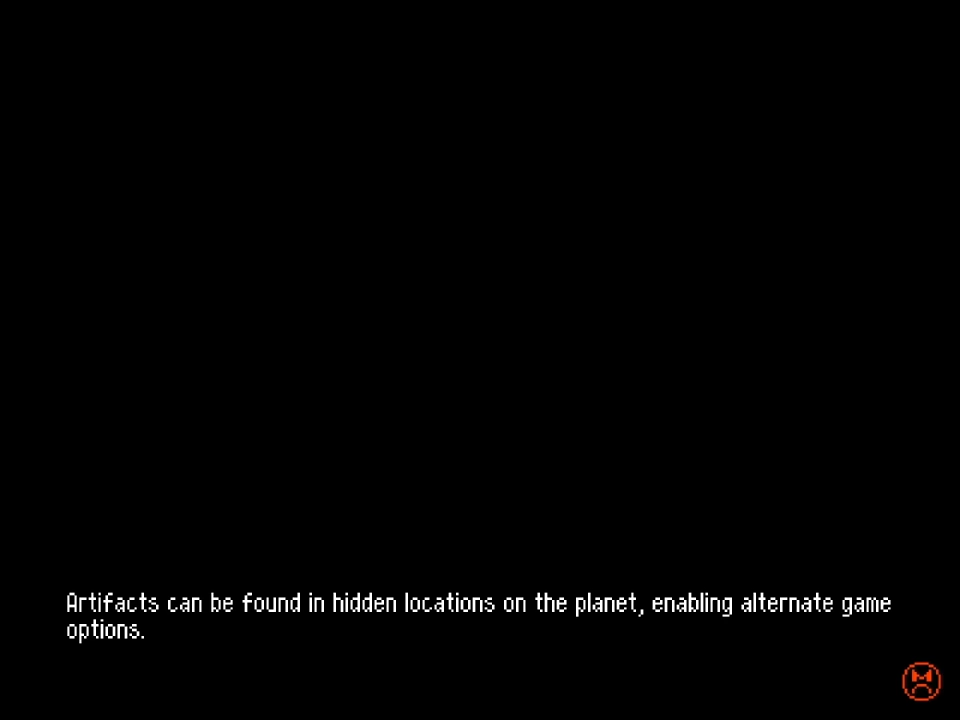 Artifacts can be found in hidden locations on the planet, enabling alternate game
options.